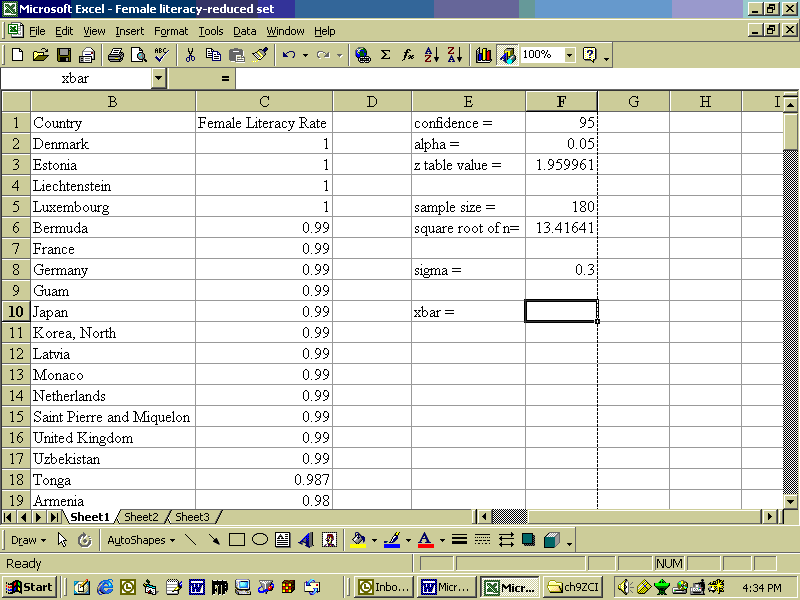 Microsoft Excel - Female literacy-reduced set
File Edit View Insert Format Tools Data Window Help
ABC 100%
xbar =
B C D E F G H I
1 Country Female Literacy Rate confidence = 95
2 Denmark 1 alpha = 0.05
3 Estonia 1 z table value = 1.959961
4 Liechtenstein 1
5 Luxembourg 1 sample size = 180
6 Bermuda 0.99 square root of n= 13.41641
7 France 0.99
8 Germany 0.99 sigma = 0.3
9 Guam 0.99
10 Japan 0.99 xbar =
11 Korea, North 0.99
12 Latvia 0.99
13 Monaco 0.99
14 Netherlands 0.99
15 Saint Pierre and Miquelon 0.99
16 United Kingdom 0.99
17 Uzbekistan 0.99
18 Tonga 0.987
19 Armenia 0.98
Sheet1 Sheet2 Sheet3
Draw AutoShapes
Ready NUM
Start Inbo... Micr... Micr... ch9ZCI 4:34 PM